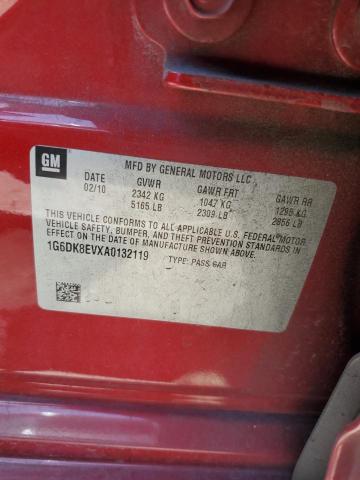 GM
MFD BY GENERAL MOTORS LLC
DATE GVWR GAWR FRT GAWR RR
02/10 2342 KG 1047 KG 1295 KG
5165 LB 2309 LB 2856 LB
THIS VEHICLE CONFORMS TO ALL APPLICABLE U.S. FEDERAL MOTOR
VEHICLE SAFETY, BUMPER, AND THEFT PREVENTION STANDARDS IN
EFFECT ON THE DATE OF MANUFACTURE SHOWN ABOVE.
1G6DK8EVXA0132119 TYPE: PASS CAR